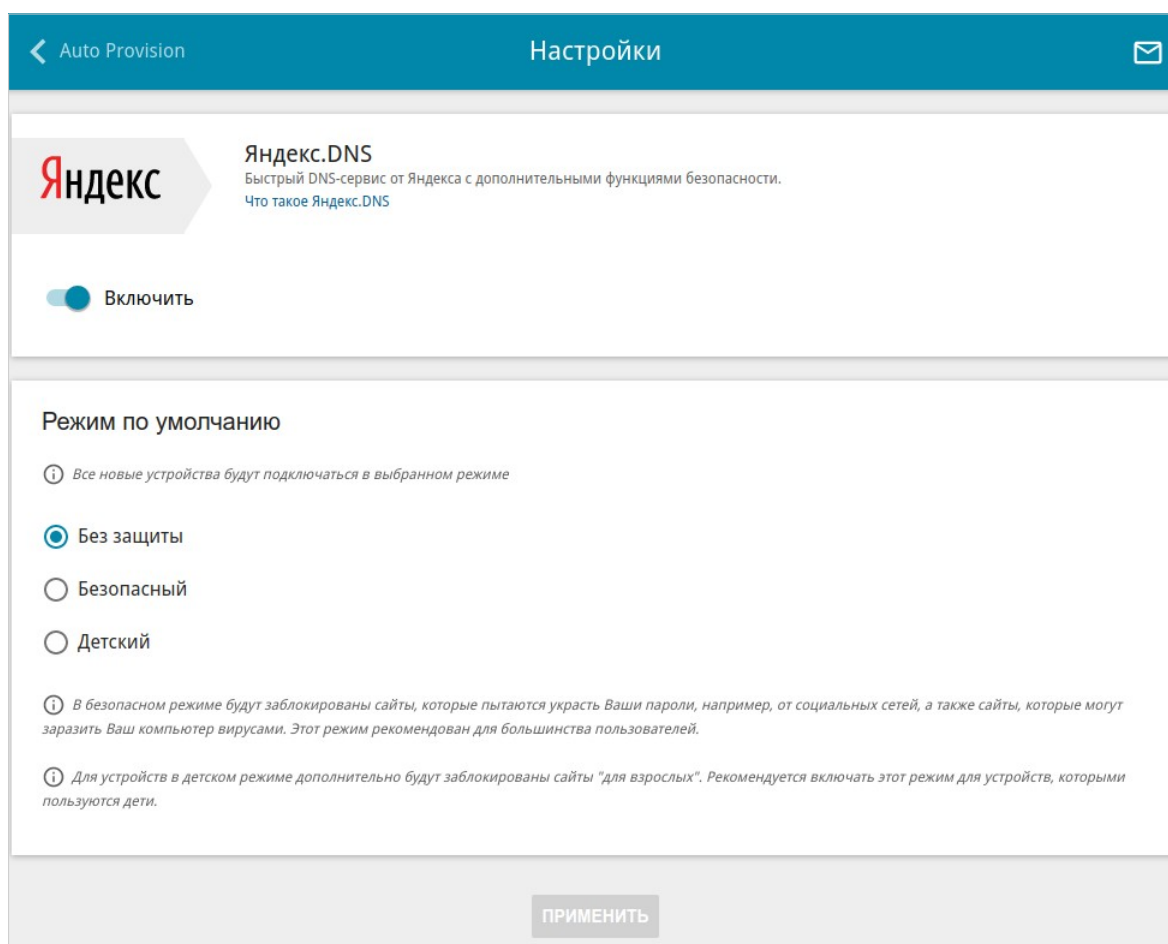 Auto Provision
Настройки
Яндекс
Яндекс.DNS
Быстрый DNS-сервис от Яндекса с дополнительными функциями безопасности.
Что такое Яндекс.DNS
Включить
Режим по умолчанию
Все новые устройства будут подключаться в выбранном режиме
Без защиты
Безопасный
Детский
В безопасном режиме будут заблокированы сайты, которые пытаются украсть Ваши пароли, например, от социальных сетей, а также сайты, которые могут
заразить Ваш компьютер вирусами. Этот режим рекомендован для большинства пользователей.
Для устройств в детском режиме дополнительно будут заблокированы сайты "для взрослых". Рекомендуется включать этот режим для устройств, которыми
пользуются дети.
ПРИМЕНИТЬ